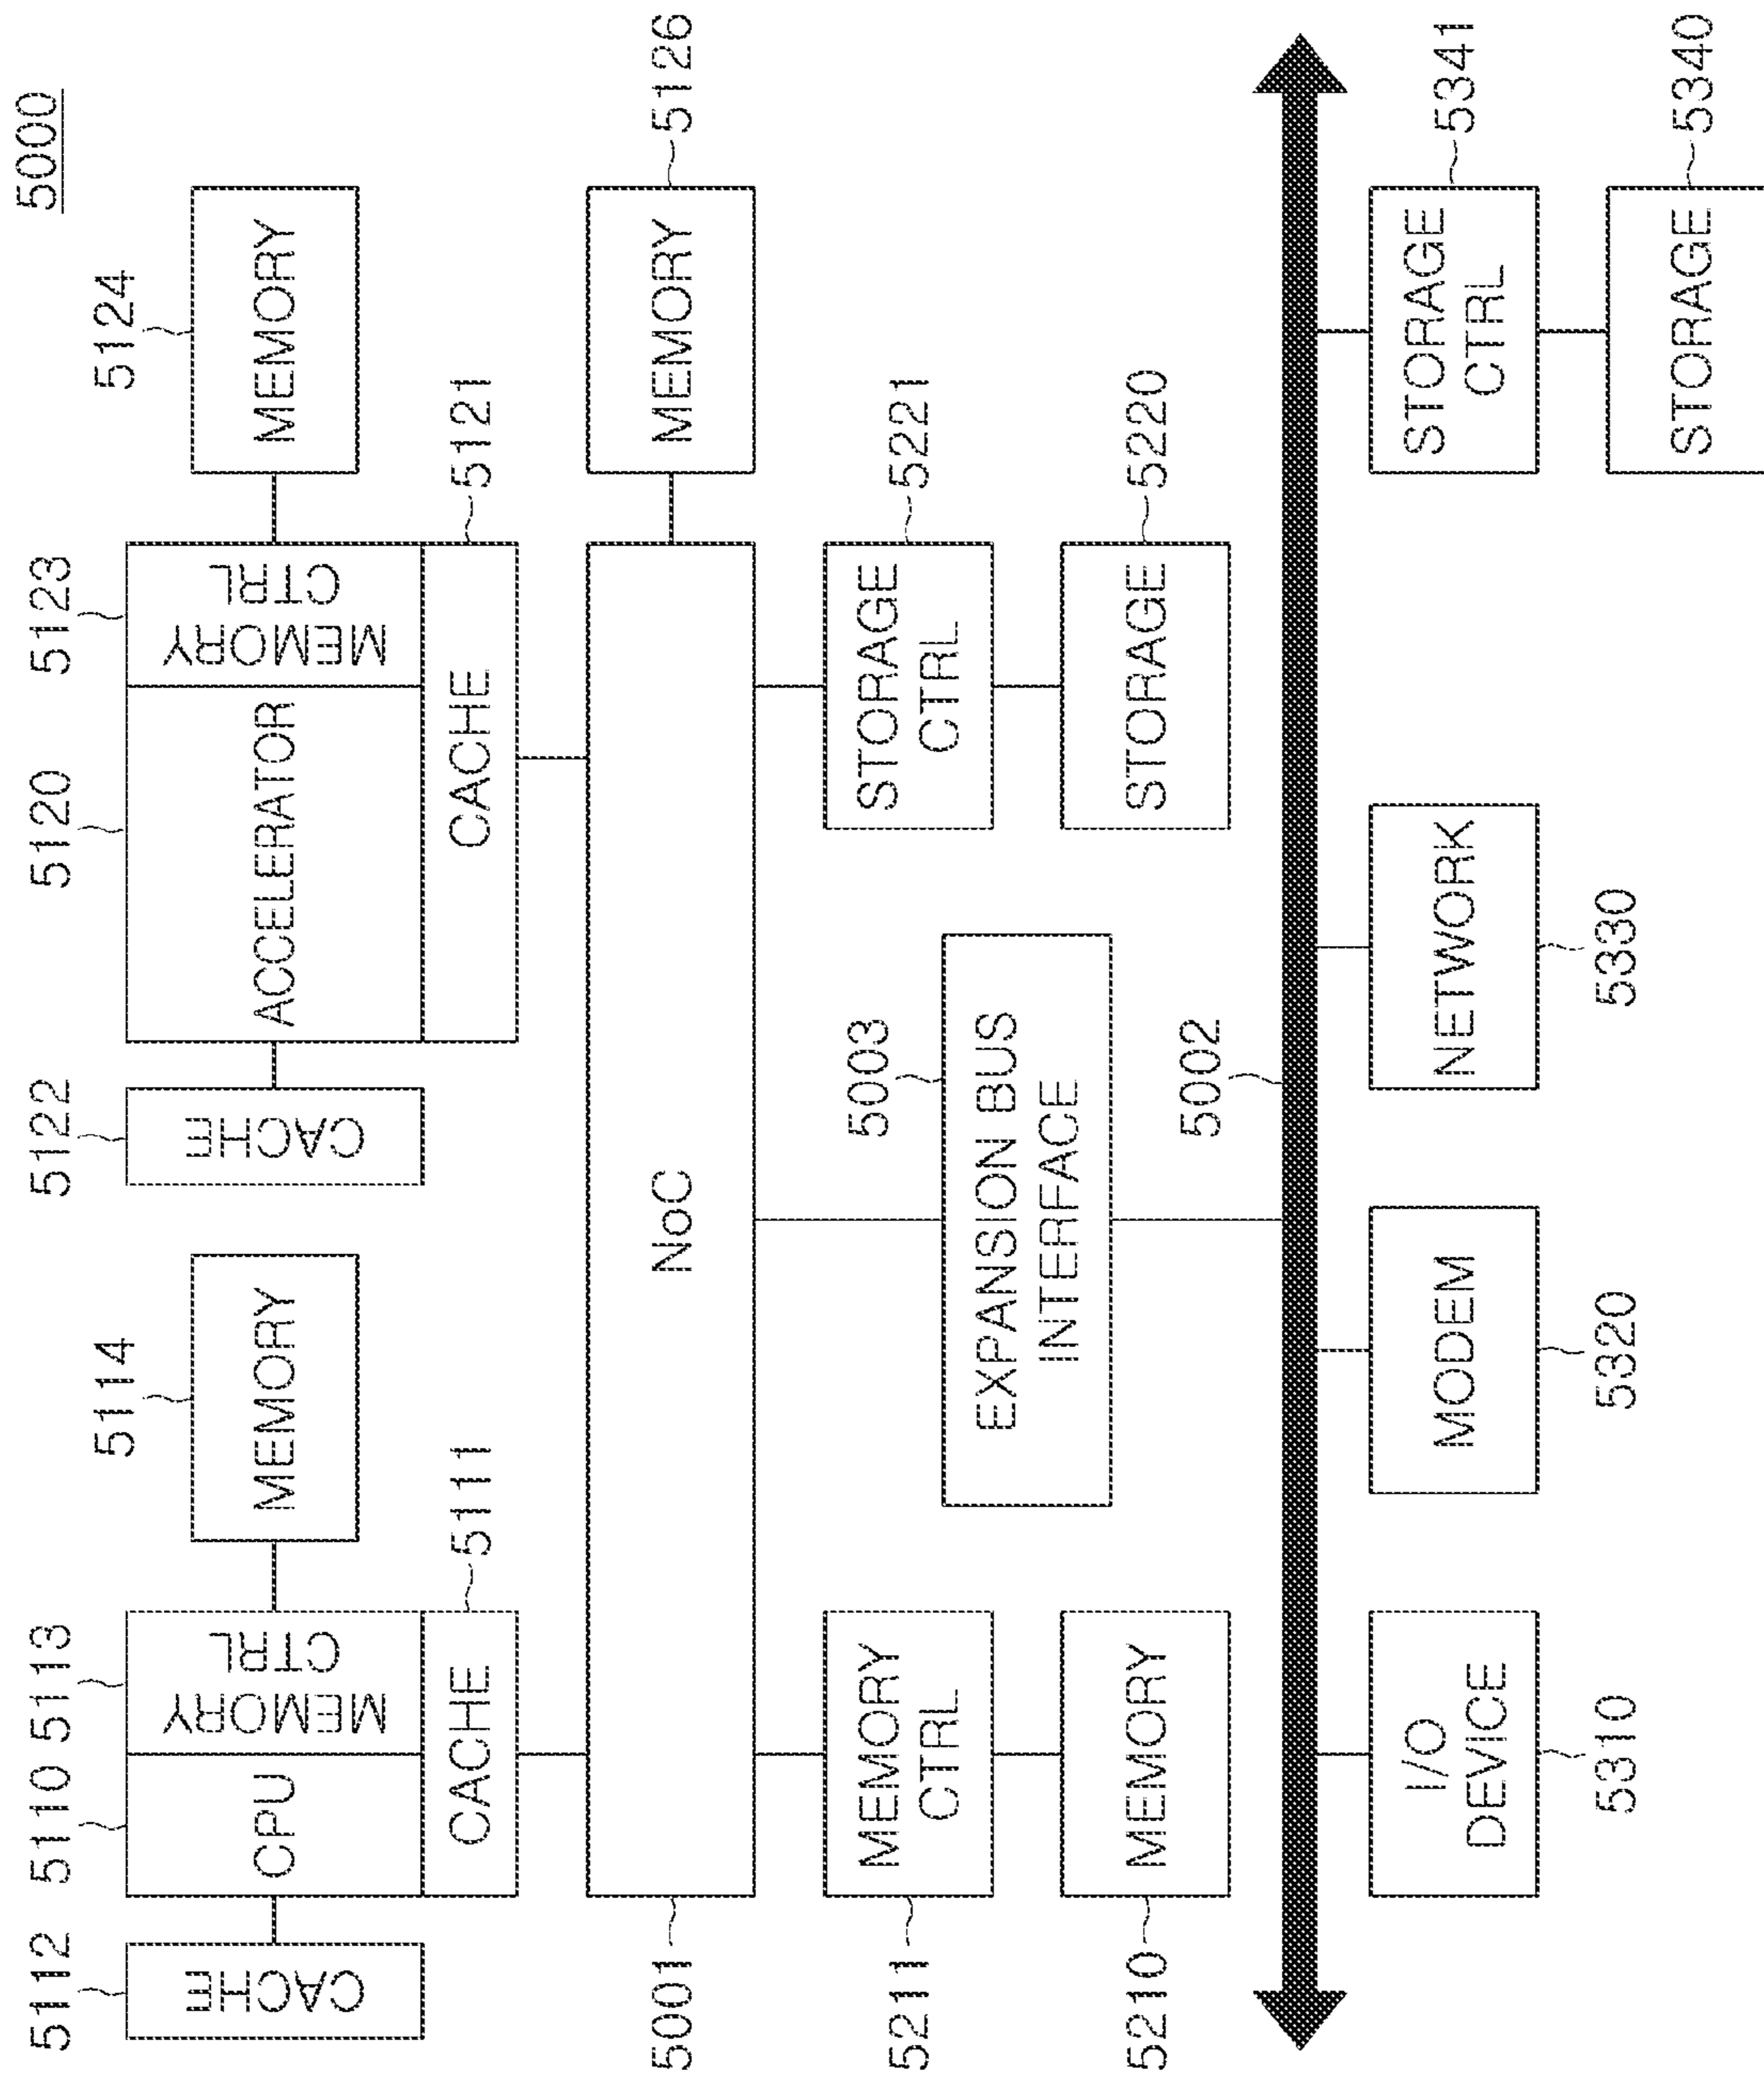 5000
5112
5110
5113
5114
5122
5120
5123
5124
CACHE
CPU
MEMORY
CTRL
MEMORY
CACHE
ACCELERATOR
MEMORY
CTRL
MEMORY
CACHE
5111
CACHE
5121
5001
NoC
MEMORY
5126
5211
MEMORY
CTRL
5003
STORAGE
CTRL
5221
EXPANSION BUS
INTERFACE
5210
MEMORY
5002
STORAGE
5220
I/O
DEVICE
MODEM
NETWORK
STORAGE
CTRL
5341
5310
5320
5330
STORAGE
5340